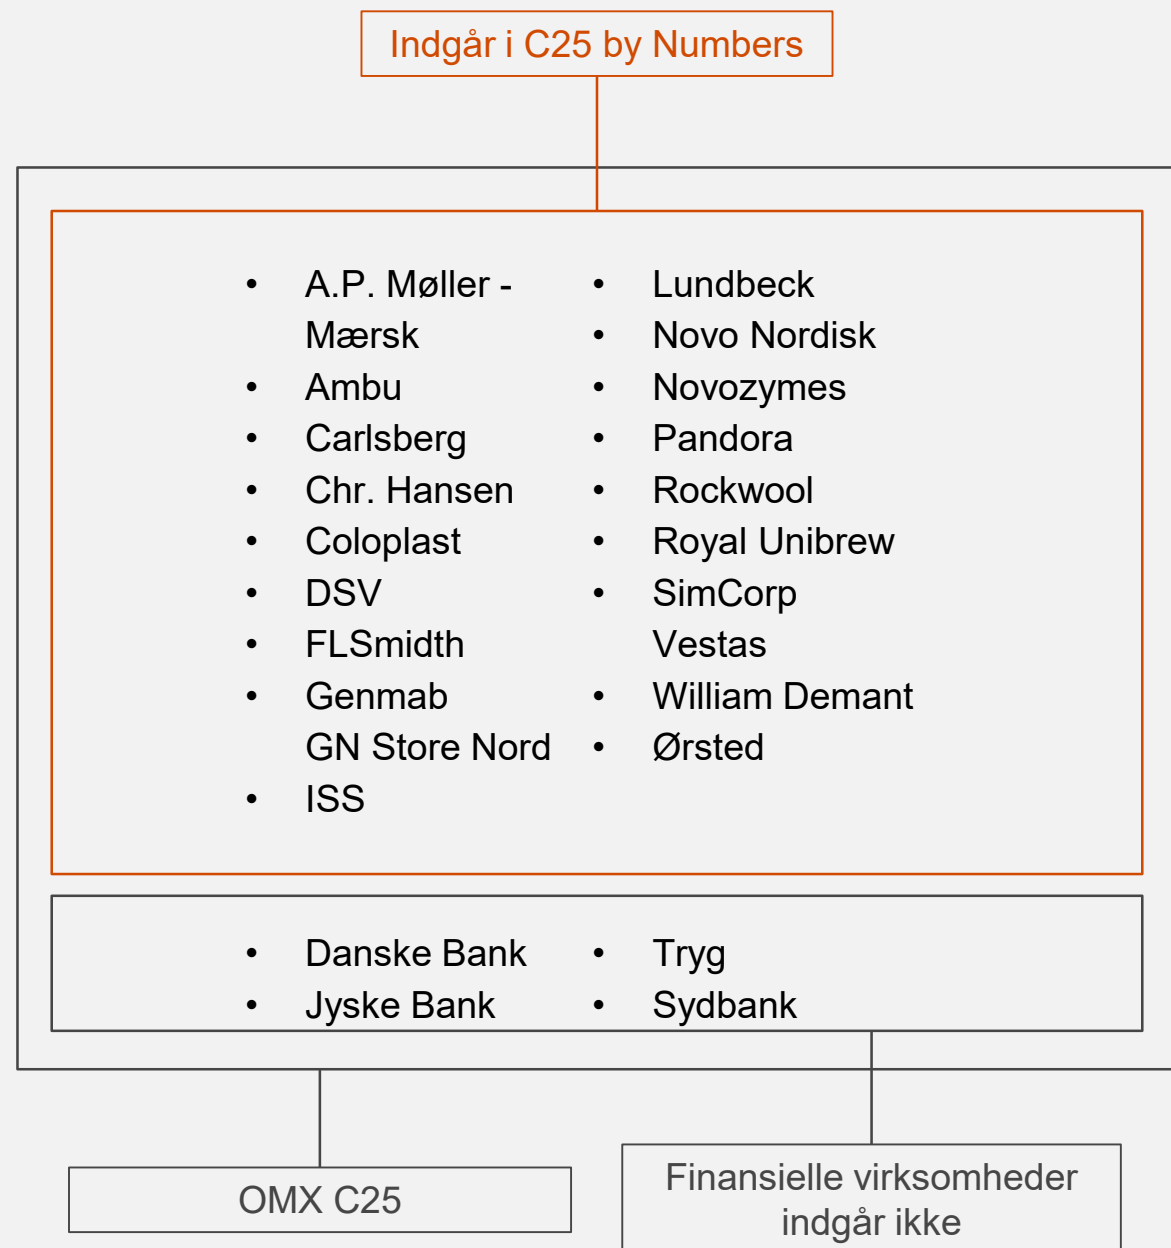 Indgår i C25 by Numbers
• A.P. Møller -
Mærsk
• Ambu
• Carlsberg
• Chr. Hansen
• Coloplast
• DSV
• FLSmidth
• Genmab
GN Store Nord
• ISS
• Lundbeck
• Novo Nordisk
• Novozymes
• Pandora
• Rockwool
• Royal Unibrew
• SimCorp
Vestas
• William Demant
• Ørsted
• Danske Bank
• Jyske Bank
• Tryg
• Sydbank
OMX C25
Finansielle virksomheder
indgår ikke